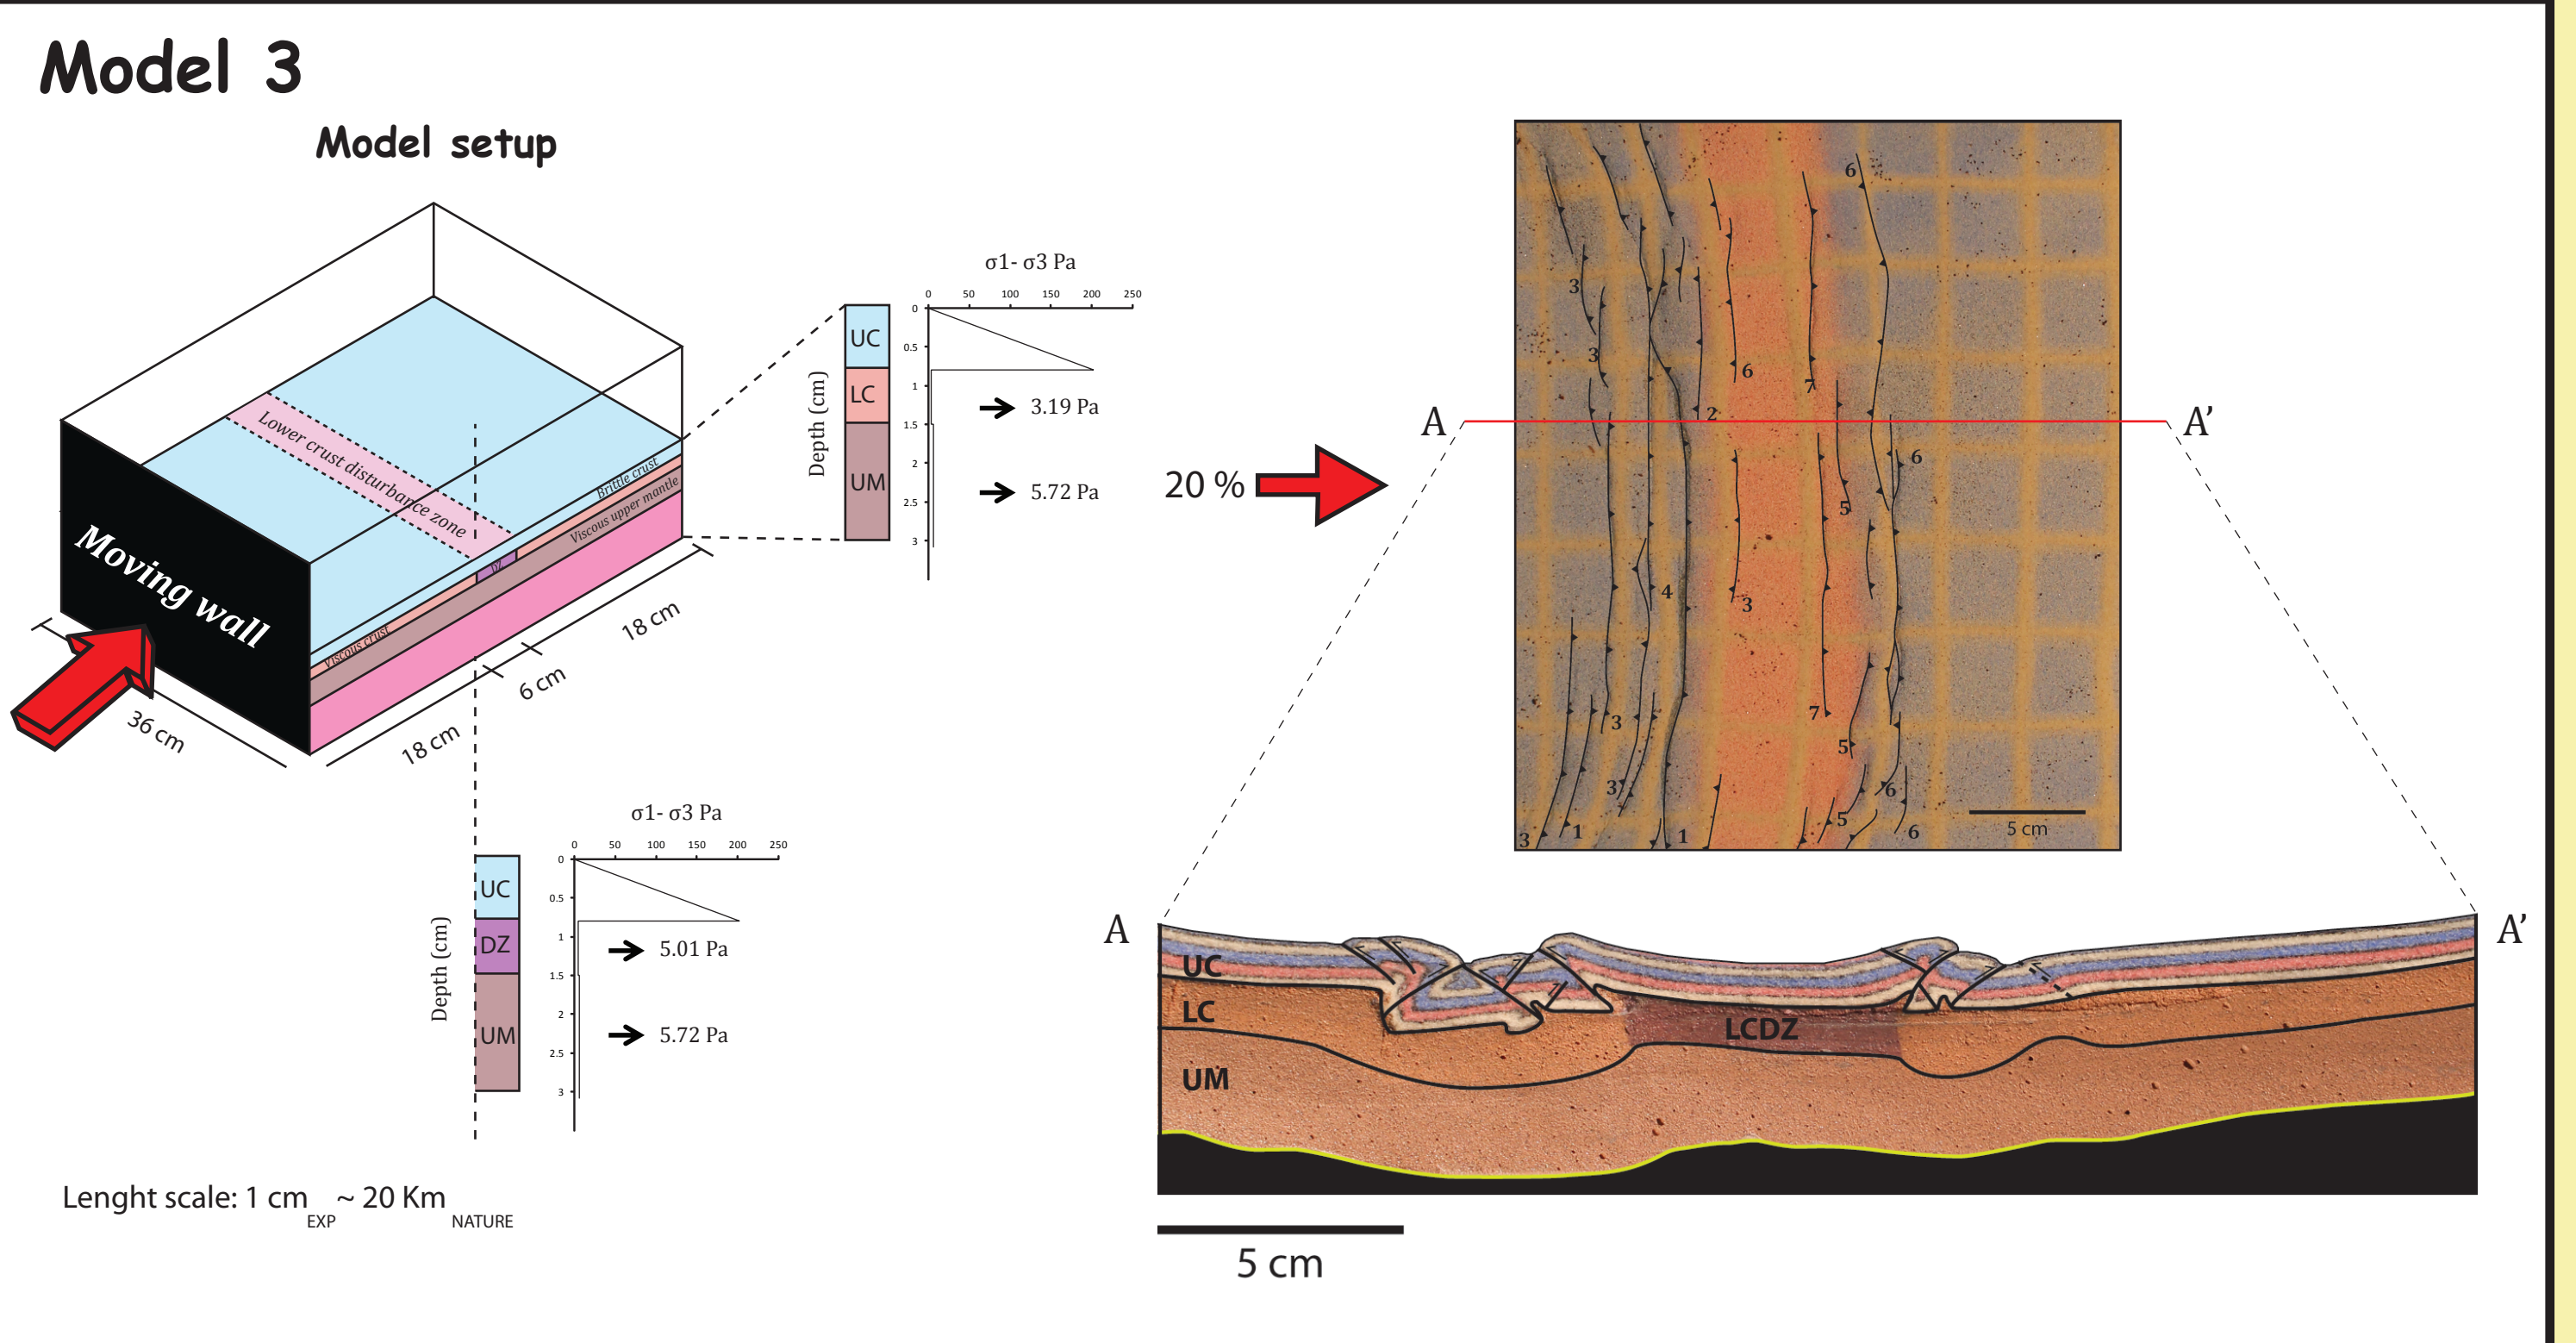 Model 3
Model setup
Lower crust disturbance zone
Brittle crust
Viscous upper mantle
DZ
Viscous crust
Moving wall
36 cm
18 cm
6 cm
18 cm
σ1- σ3 Pa
0 50 100 150 200 250
Depth (cm)
0
0.5
1
1.5
2
2.5
3
UC
LC
UM
3.19 Pa
5.72 Pa
σ1- σ3 Pa
0 50 100 150 200 250
Depth (cm)
0
0.5
1
1.5
2
2.5
3
UC
DZ
UM
5.01 Pa
5.72 Pa
Lenght scale: 1 cm EXP ~ 20 Km NATURE
20 %
A A'
6
3
3
6
7
2
6
5
4
3
3
7
5
3
6
5
3
1
1
6
5 cm
A A'
UC
LC
LCDZ
UM
5 cm